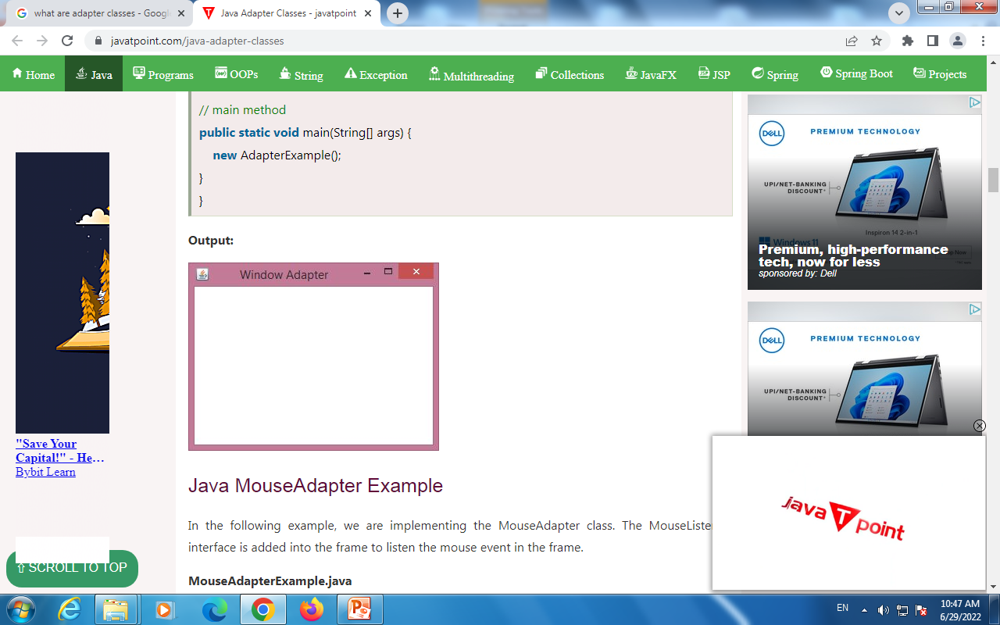 what are adapter classes - Googl
Java Adapter Classes - javatpoint
javatpoint.com/java-adapter-classes
Home
Java
Programs
OOPs
String
Exception
Multithreading
Collections
JavaFX
JSP
Spring
Spring Boot
Projects
// main method
public static void main(String[] args) {
new AdapterExample();
}
}
Output:
Window Adapter
Java MouseAdapter Example
In the following example, we are implementing the MouseAdapter class. The MouseListe
interface is added into the frame to listen the mouse event in the frame.
MouseAdapterExample.java
"Save Your
Capital!" - He…
Bybit Learn
⇧ SCROLL TO TOP
DELL
PREMIUM TECHNOLOGY
UPI/NET-BANKING
DISCOUNT*
Inspiron 14 2-in-1
Windows 11
Premium, high-performance
tech, now for less
sponsored by: Dell
DELL
PREMIUM TECHNOLOGY
UPI/NET-BANKING
DISCOUNT*
java T point
EN
10:47 AM
6/29/2022